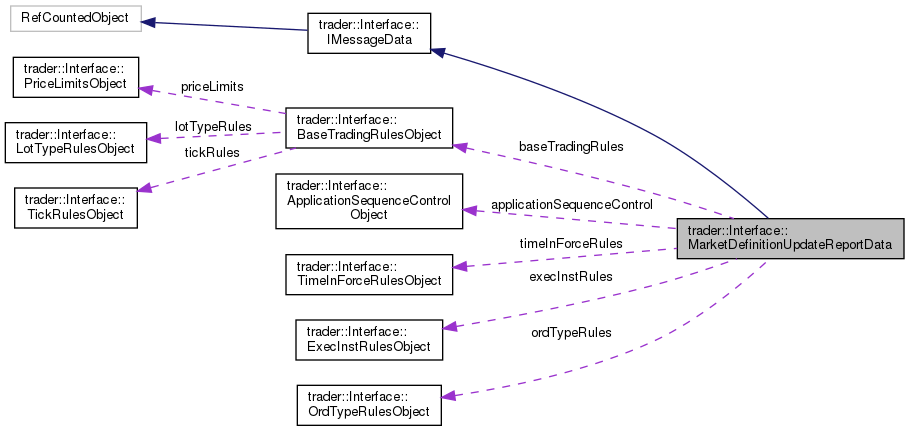 RefCountedObject
trader::Interface::
IMessageData
trader::Interface::
PriceLimitsObject
priceLimits
trader::Interface::
BaseTradingRulesObject
trader::Interface::
LotTypeRulesObject
lotTypeRules
tickRules
baseTradingRules
trader::Interface::
TickRulesObject
trader::Interface::
ApplicationSequenceControl
Object
applicationSequenceControl
trader::Interface::
MarketDefinitionUpdateReportData
timeInForceRules
trader::Interface::
TimeInForceRulesObject
execInstRules
trader::Interface::
ExecInstRulesObject
ordTypeRules
trader::Interface::
OrdTypeRulesObject